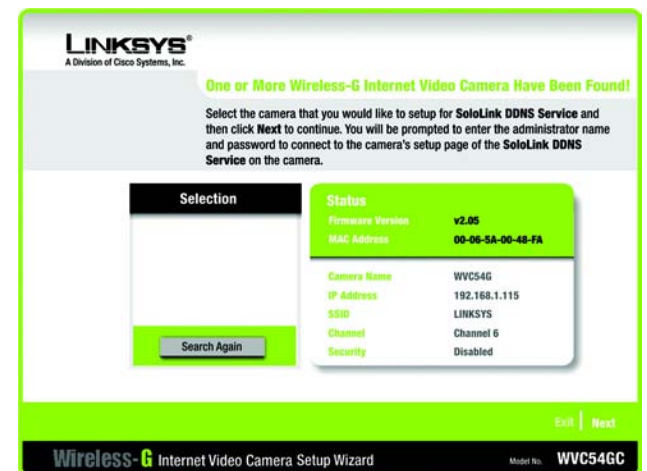 LINKSYS®
A Division of Cisco Systems, Inc.
One or More Wireless-G Internet Video Camera Have Been Found!
Select the camera that you would like to setup for SoloLink DDNS Service and
then click Next to continue. You will be prompted to enter the administrator name
and password to connect to the camera's setup page of the SoloLink DDNS
Service on the camera.
Selection
Search Again
Status
Firmware Version v2.05
MAC Address 00-06-5A-00-48-FA
Camera Name WVC54G
IP Address 192.168.1.115
SSID LINKSYS
Channel Channel 6
Security Disabled
Exit | Next
Wireless-G Internet Video Camera Setup Wizard
Model No. WVC54GC